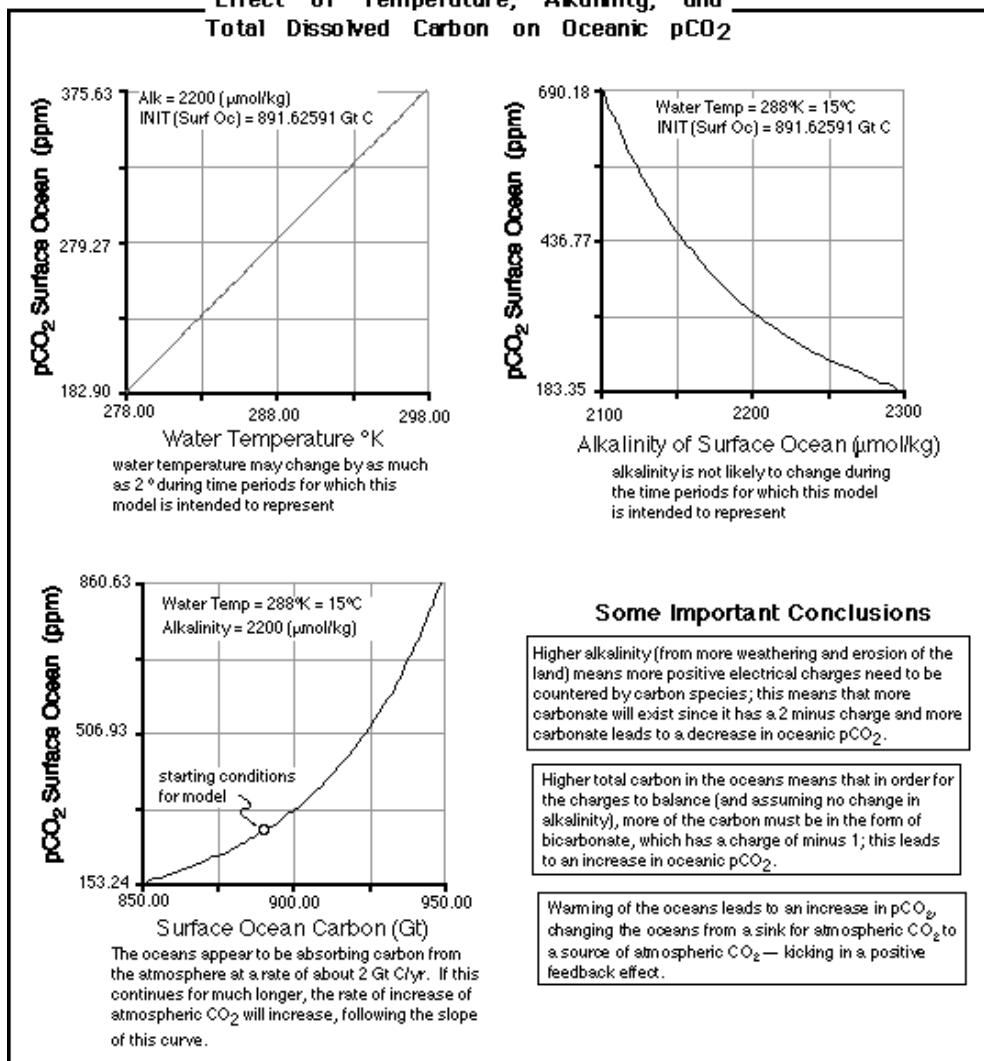 Effect of Temperature, Alkalinity, and
Total Dissolved Carbon on Oceanic pCO2
375.63
279.27
182.90
pCO2 Surface Ocean (ppm)
Alk = 2200 (µmol/kg)
INIT (Surf Oc) = 891.62591 Gt C
278.00
288.00
298.00
Water Temperature °K
water temperature may change by as much
as 2 º during time periods for which this
model is intended to represent
690.18
436.77
183.35
pCO2 Surface Ocean (ppm)
Water Temp = 288ºK = 15ºC
INIT (Surf Oc) = 891.62591 Gt C
2100
2200
2300
Alkalinity of Surface Ocean (µmol/kg)
alkalinity is not likely to change during
the time periods for which this model
is intended to represent
860.63
506.93
153.24
pCO2 Surface Ocean (ppm)
Water Temp = 288ºK = 15ºC
Alkalinity = 2200 (µmol/kg)
starting conditions
for model
850.00
900.00
950.00
Surface Ocean Carbon (Gt)
The oceans appear to be absorbing carbon from
the atmosphere at a rate of about 2 Gt C/yr. If this
continues for much longer, the rate of increase of
atmospheric CO2 will increase, following the slope
of this curve.
Some Important Conclusions
Higher alkalinity (from more weathering and erosion of the
land) means more positive electrical charges need to be
countered by carbon species; this means that more
carbonate will exist since it has a 2 minus charge and more
carbonate leads to a decrease in oceanic pCO2.
Higher total carbon in the oceans means that in order for
the charges to balance (and assuming no change in
alkalinity), more of the carbon must be in the form of
bicarbonate, which has a charge of minus 1; this leads
to an increase in oceanic pCO2.
Warming of the oceans leads to an increase in pCO2,
changing the oceans from a sink for atmospheric CO2 to
a source of atmospheric CO2 — kicking in a positive
feedback effect.